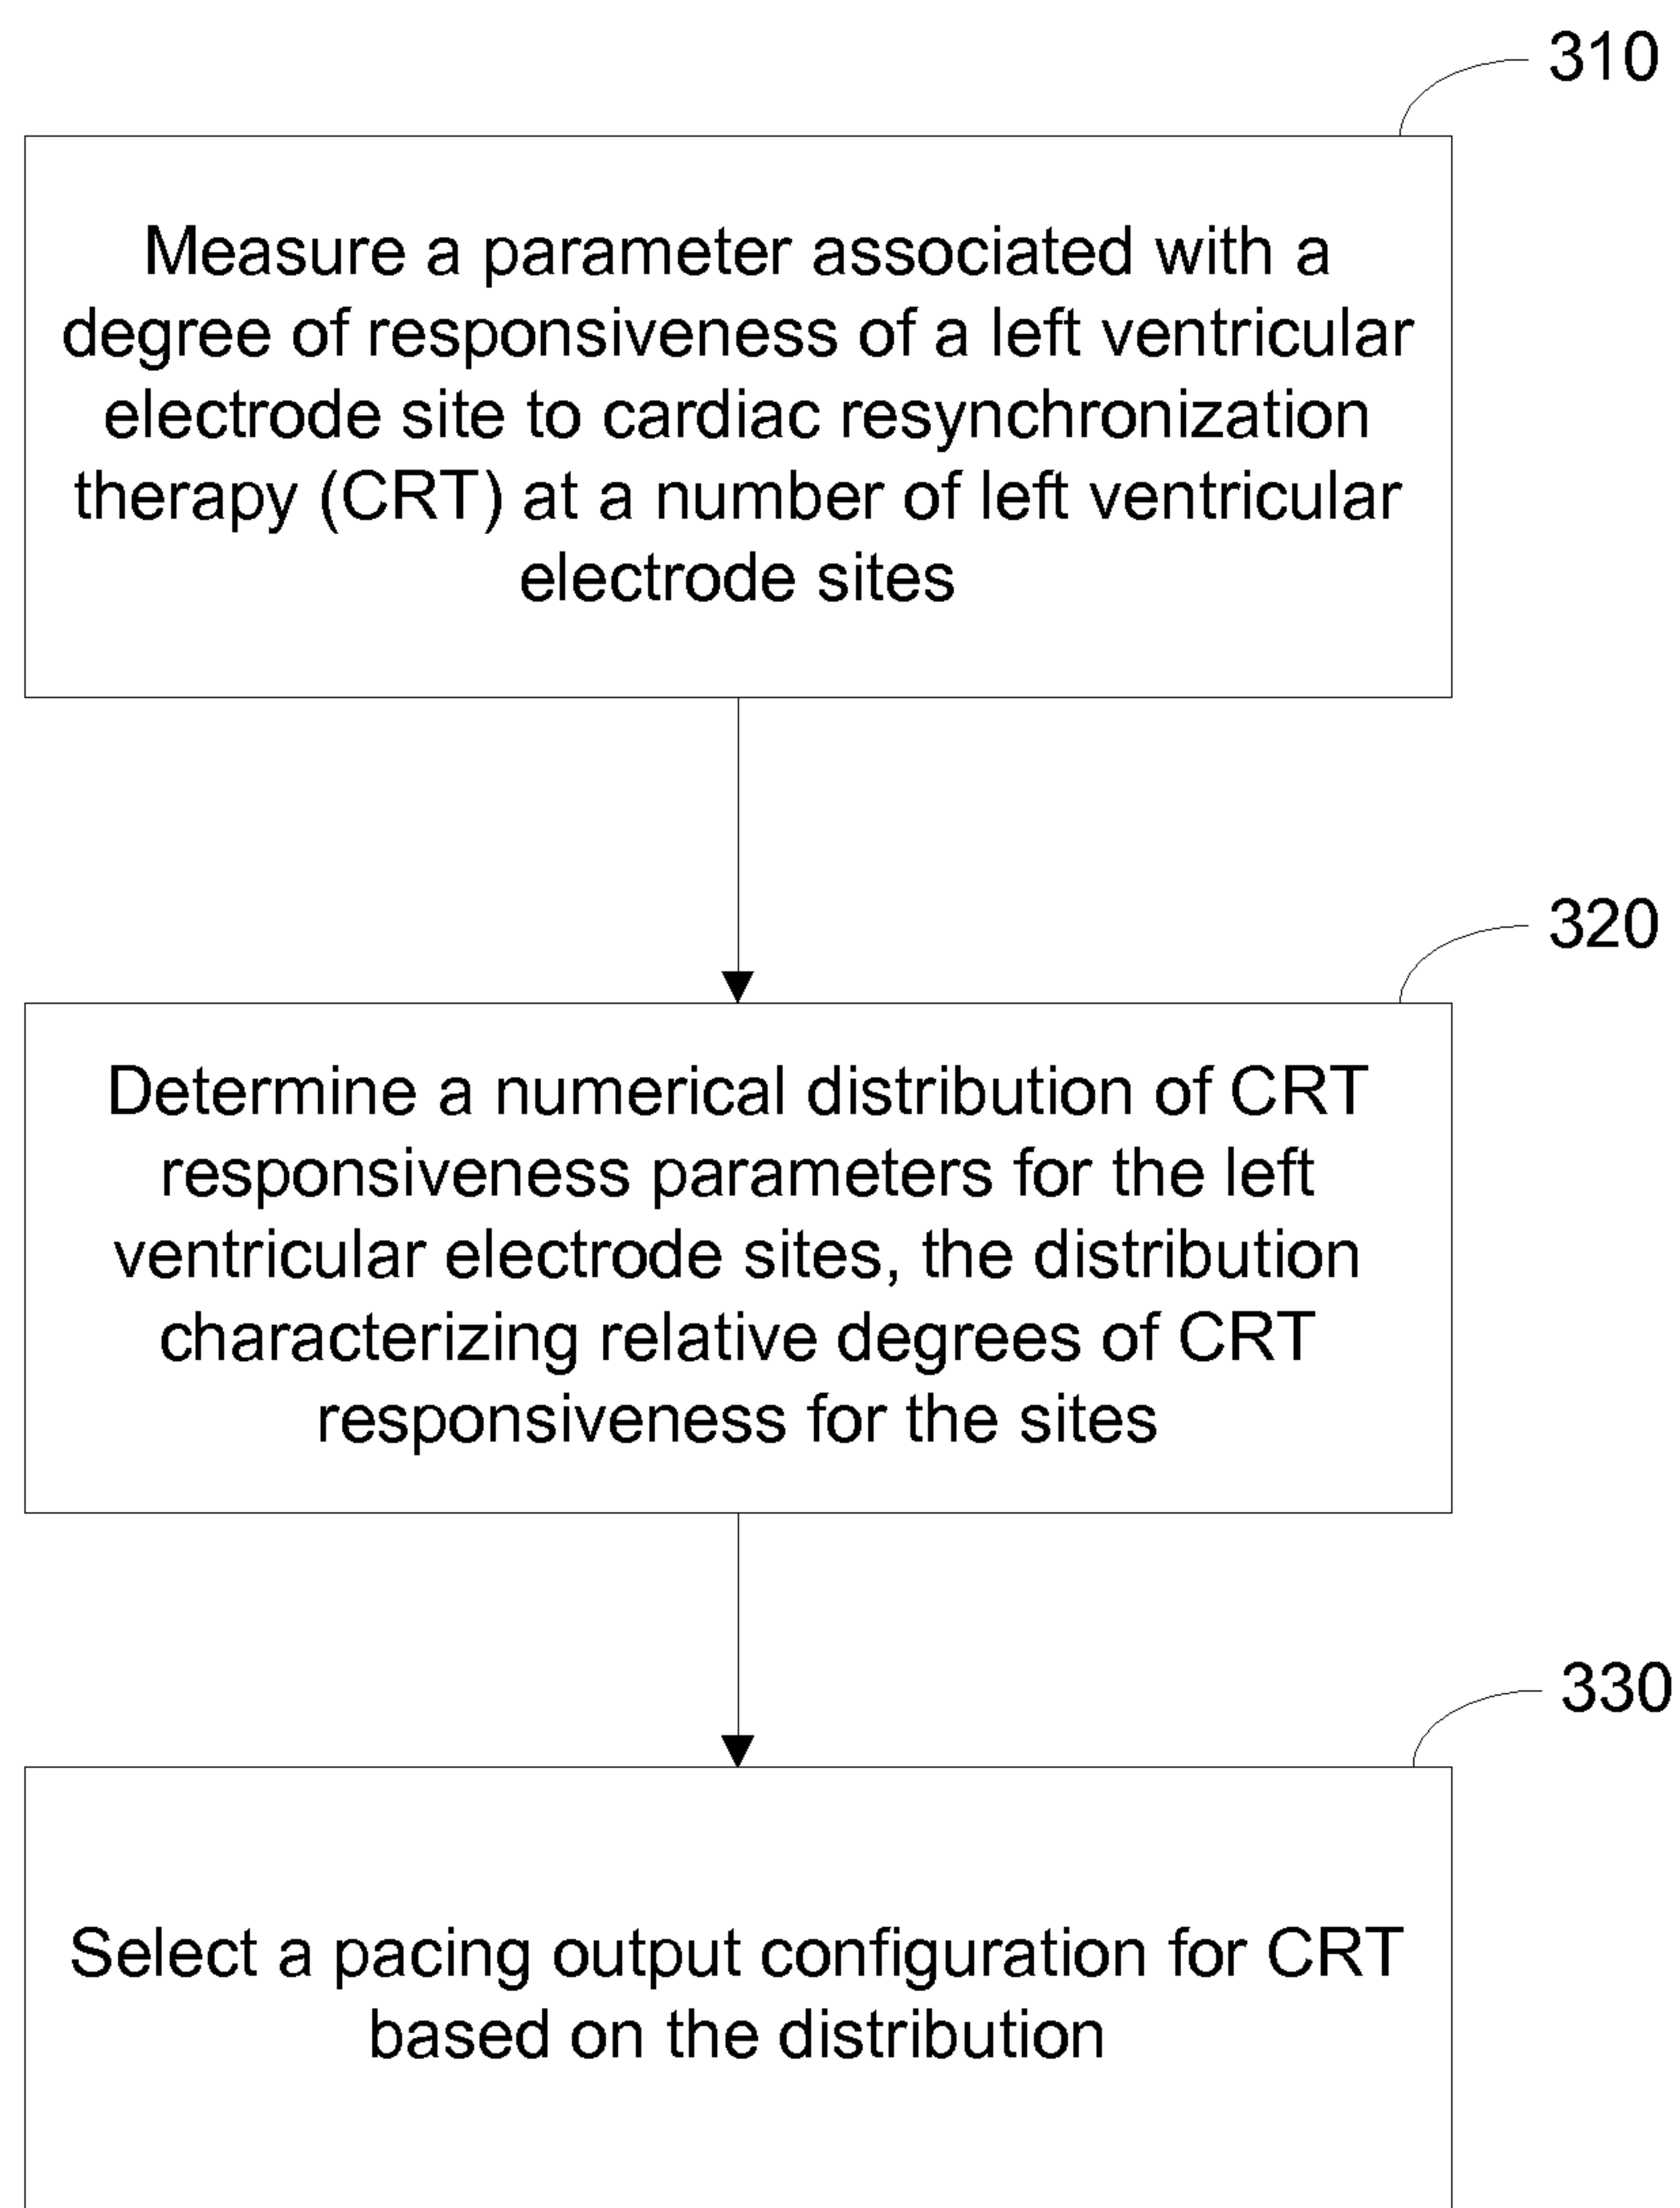 310
Measure a parameter associated with a
degree of responsiveness of a left ventricular
electrode site to cardiac resynchronization
therapy (CRT) at a number of left ventricular
electrode sites
320
Determine a numerical distribution of CRT
responsiveness parameters for the left
ventricular electrode sites, the distribution
characterizing relative degrees of CRT
responsiveness for the sites
330
Select a pacing output configuration for CRT
based on the distribution